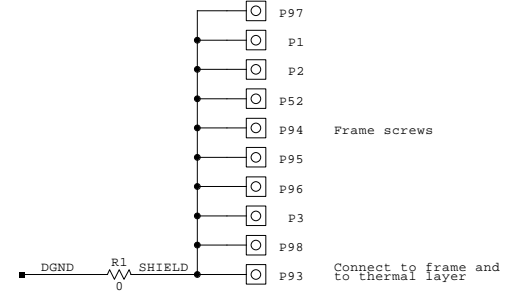 P97
P1
P2
P52
P94 Frame screws
P95
P96
P3
P98
DGND R1 SHIELD P93 Connect to frame and
0 to thermal layer